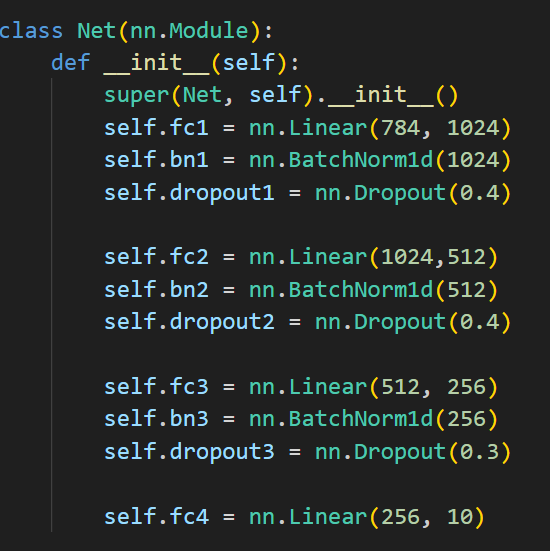 class Net(nn.Module):
    def __init__(self):
        super(Net, self).__init__()
        self.fc1 = nn.Linear(784, 1024)
        self.bn1 = nn.BatchNorm1d(1024)
        self.dropout1 = nn.Dropout(0.4)

        self.fc2 = nn.Linear(1024,512)
        self.bn2 = nn.BatchNorm1d(512)
        self.dropout2 = nn.Dropout(0.4)

        self.fc3 = nn.Linear(512, 256)
        self.bn3 = nn.BatchNorm1d(256)
        self.dropout3 = nn.Dropout(0.3)

        self.fc4 = nn.Linear(256, 10)